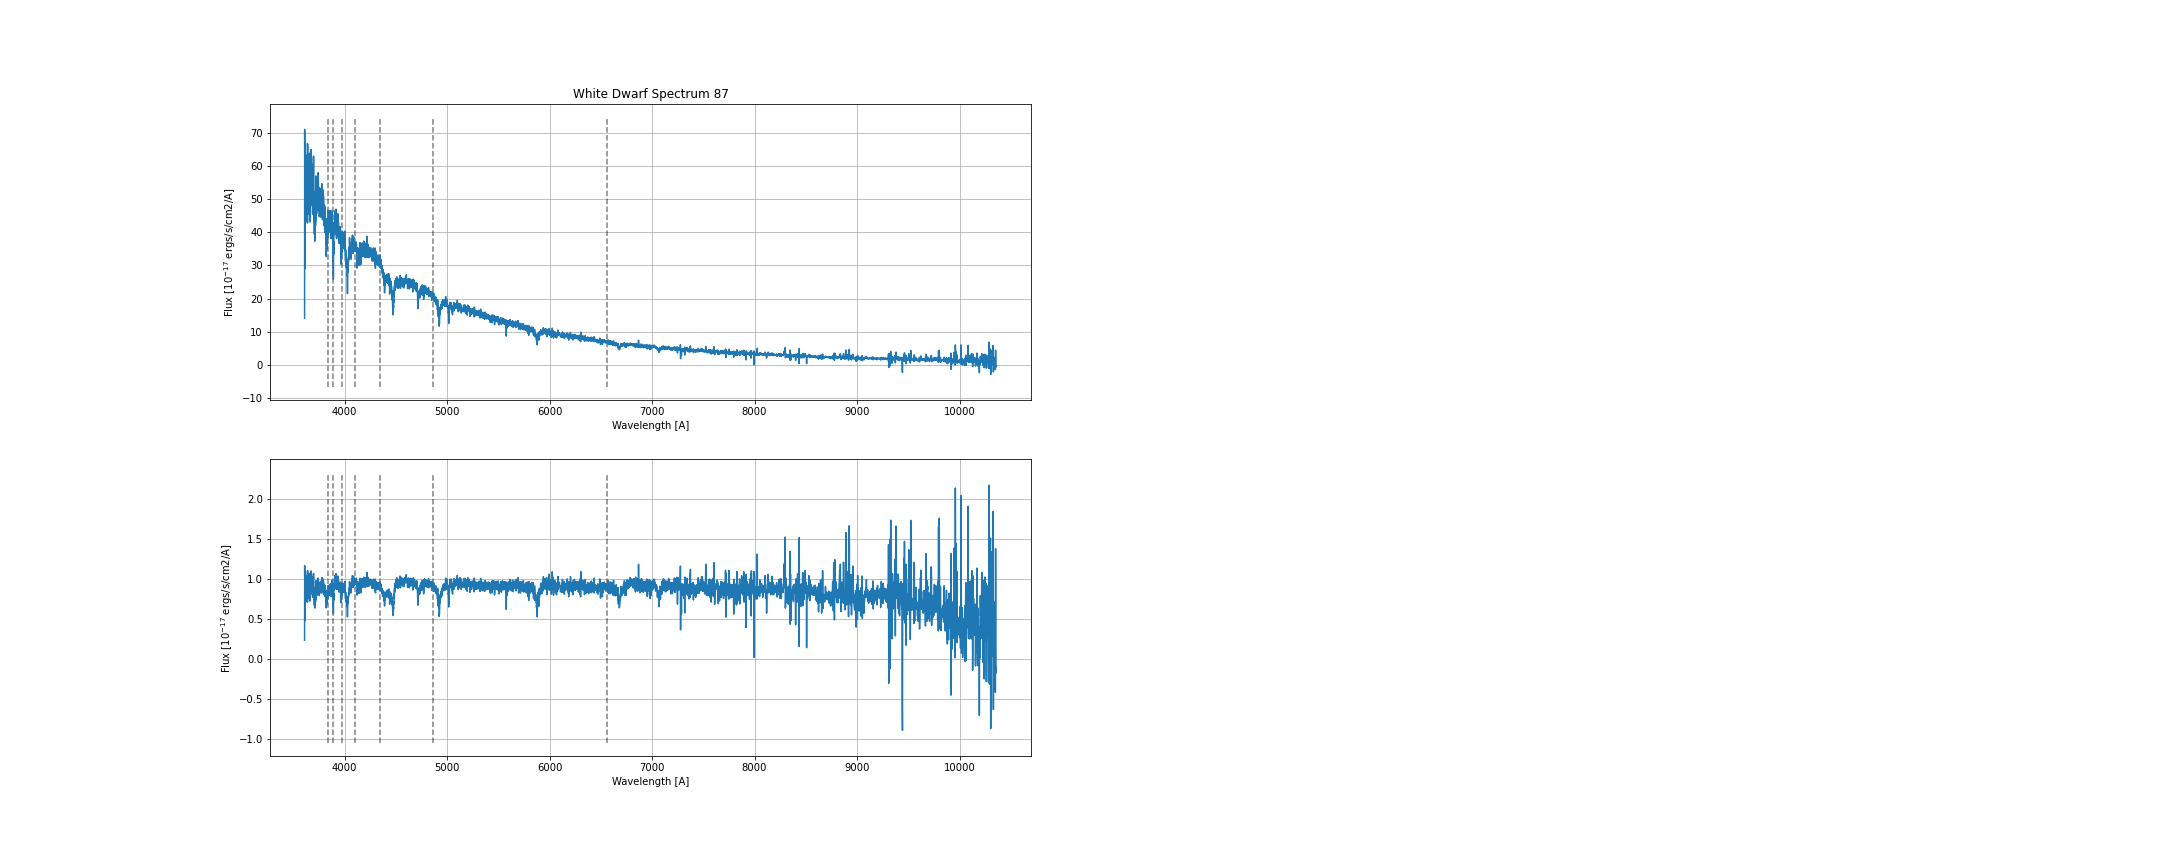 White Dwarf Spectrum 87
70
60
50
40
30
20
10
0
−10
Flux [10⁻¹⁷ ergs/s/cm2/A]
4000 5000 6000 7000 8000 9000 10000
Wavelength [A]
2.0
1.5
1.0
0.5
0.0
−0.5
−1.0
Flux [10⁻¹⁷ ergs/s/cm2/A]
4000 5000 6000 7000 8000 9000 10000
Wavelength [A]